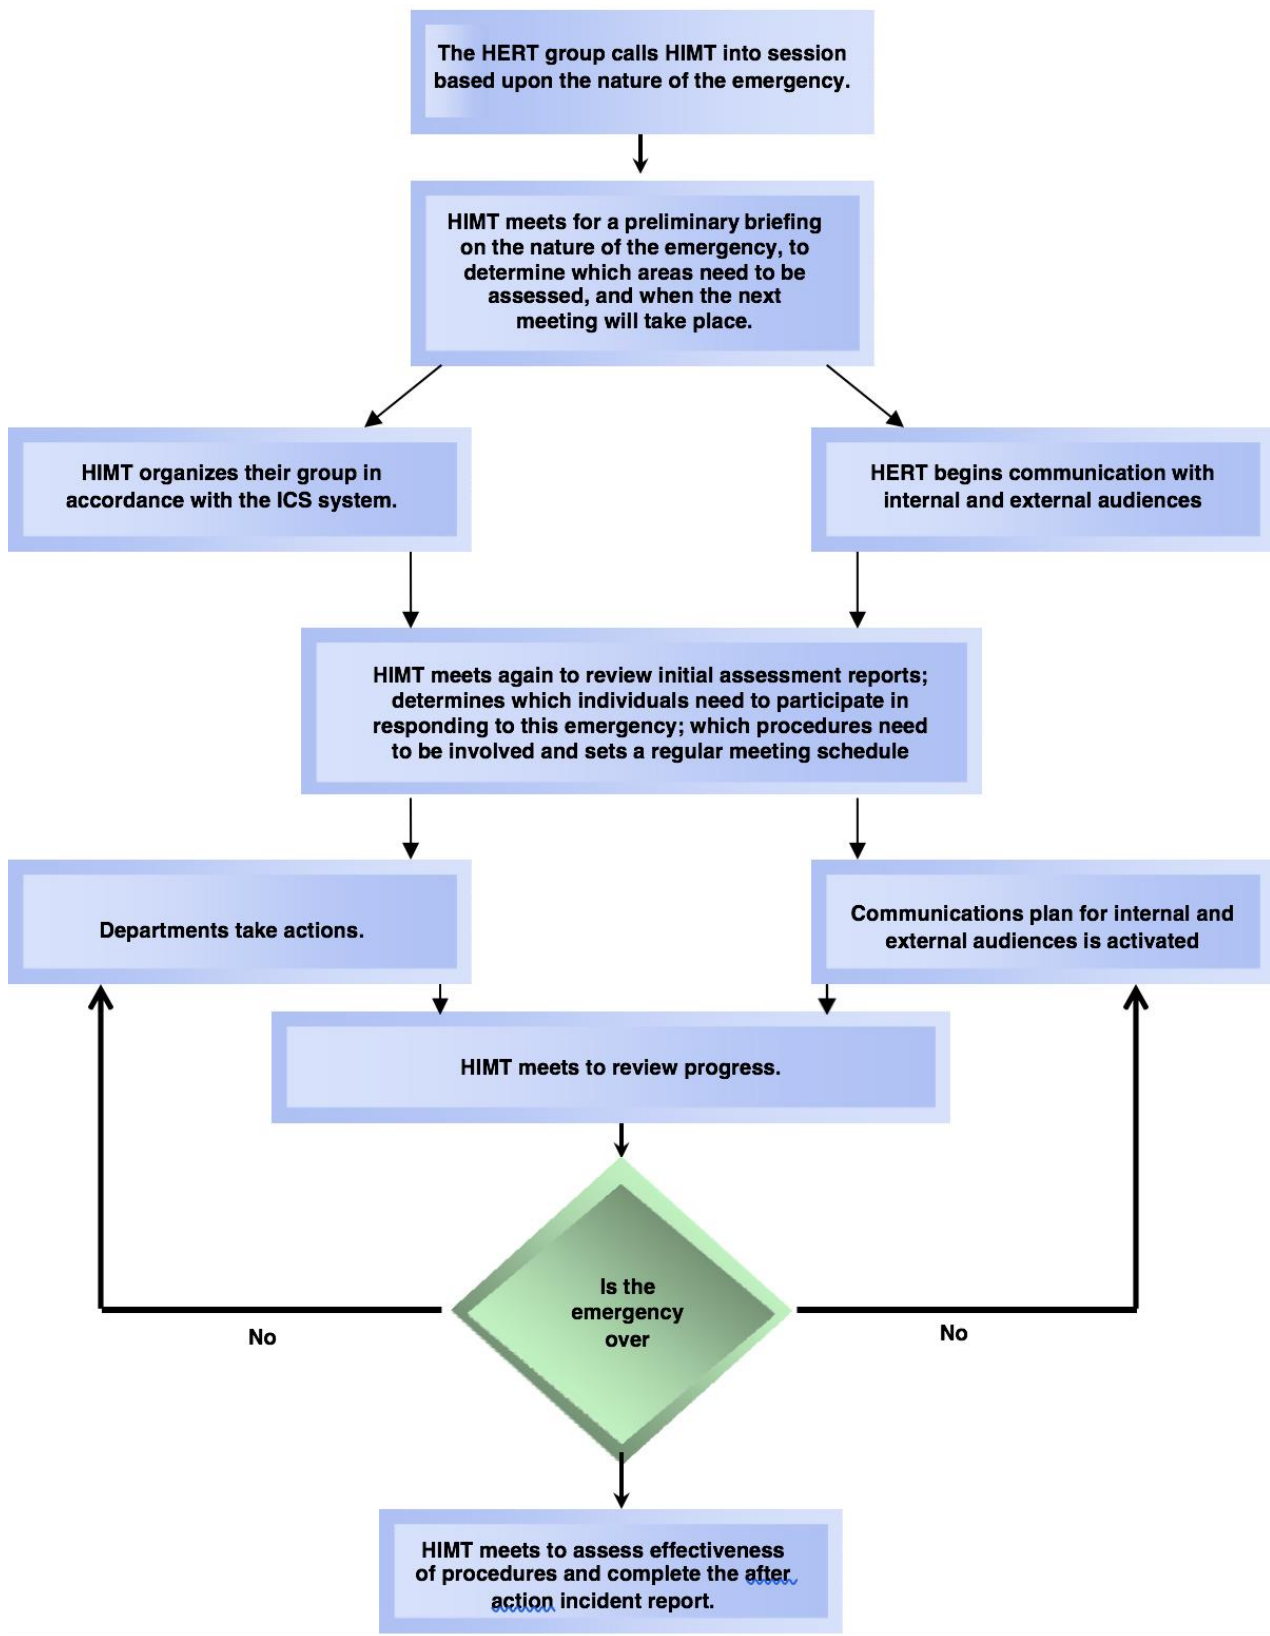 The HERT group calls HIMT into session
based upon the nature of the emergency.
HIMT meets for a preliminary briefing
on the nature of the emergency, to
determine which areas need to be
assessed, and when the next
meeting will take place.
HIMT organizes their group in
accordance with the ICS system.
HERT begins communication with
internal and external audiences
HIMT meets again to review initial assessment reports;
determines which individuals need to participate in
responding to this emergency; which procedures need
to be involved and sets a regular meeting schedule
Departments take actions.
Communications plan for internal and
external audiences is activated
HIMT meets to review progress.
Is the
emergency
over
No
No
HIMT meets to assess effectiveness
of procedures and complete the after
action incident report.